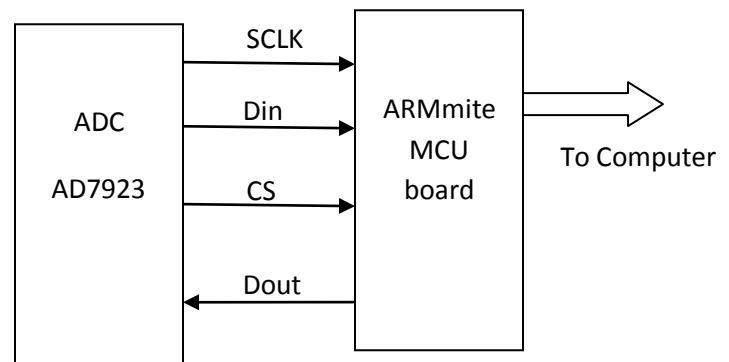 SCLK
Din
CS
Dout
ADC
AD7923
ARMmite
MCU
board
To Computer